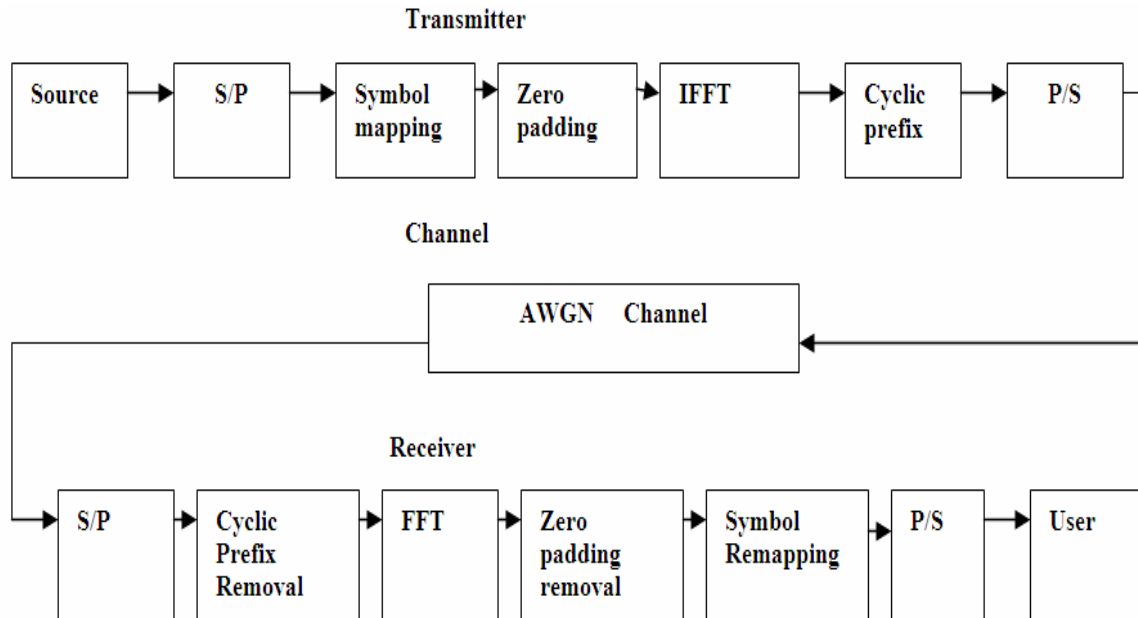 Transmitter
Source
S/P
Symbol
mapping
Zero
padding
IFFT
Cyclic
prefix
P/S
Channel
AWGN Channel
Receiver
S/P
Cyclic
Prefix
Removal
FFT
Zero
padding
removal
Symbol
Remapping
P/S
User